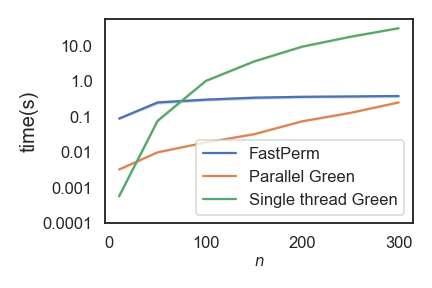 time(s)
10.0
1.0
0.1
0.01
0.001
0.0001
FastPerm
Parallel Green
Single thread Green
0 100 200 300
n